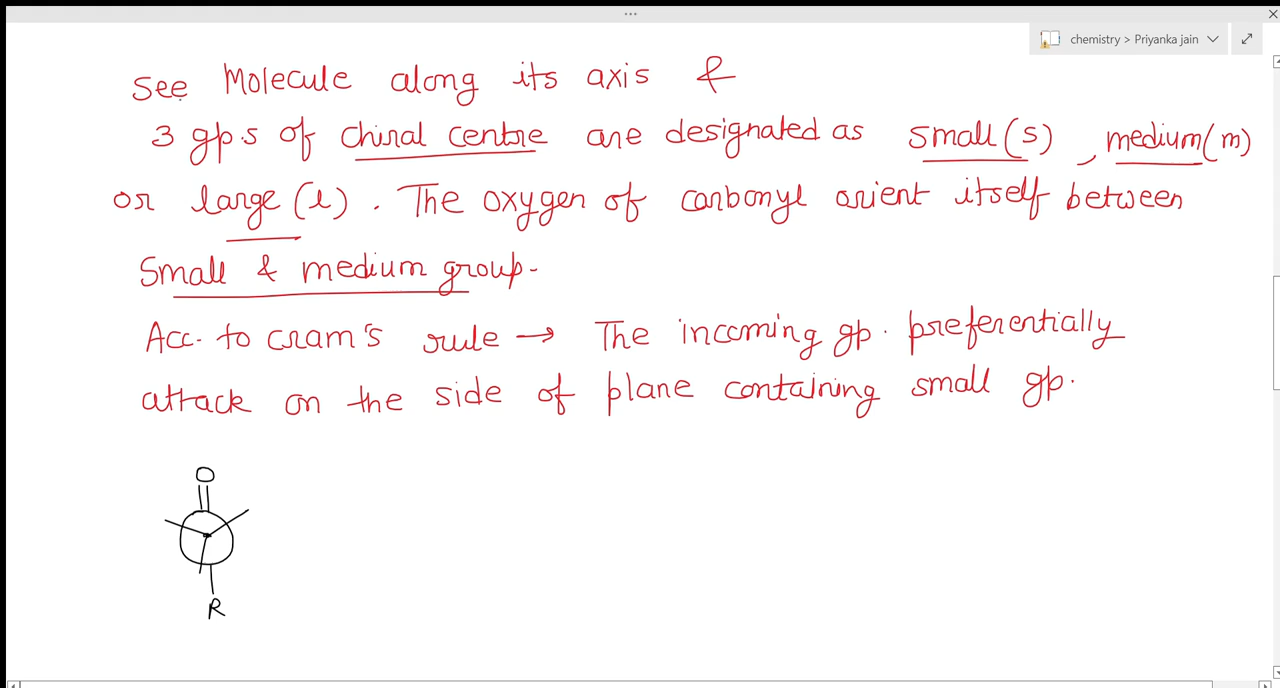 chemistry > Priyanka jain
See Molecule along its axis &
3 gp.s of chiral centre are designated as small (s) , medium (m)
or large (l) . The oxygen of carbonyl orient itself between
Small & medium group.
Acc. to cram's rule → The incoming gp. preferentially
attack on the side of plane containing small gp.
O
R